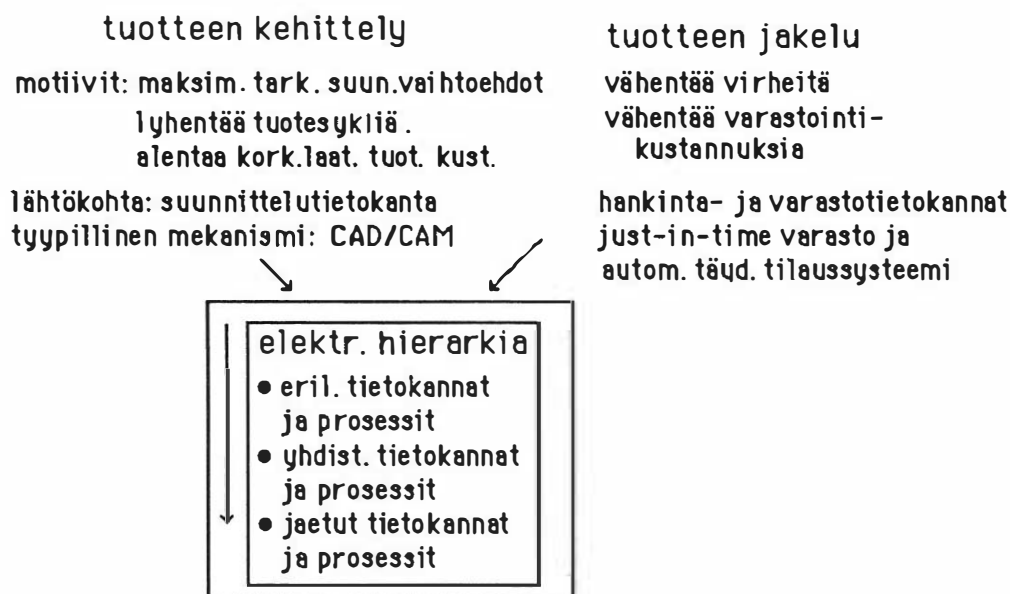 tuotteen kehittely
motiivit: maksim. tark. suun.vaihtoehdot
lyhentää tuotesykliä.
alentaa kork.laat. tuot. kust.
lähtökohta: suunnittelutietokanta
tyypillinen mekanismi: CAD/CAM
tuotteen jakelu
vähentää virheitä
vähentää varastointi-
kustannuksia
hankinta- ja varastotietokannat
just-in-time varasto ja
autom. täyd. tilaussysteemi
elektr. hierarkia
• eril. tietokannat
ja prosessit
• yhdist. tietokannat
ja prosessit
• jaetut tietokannat
ja prosessit